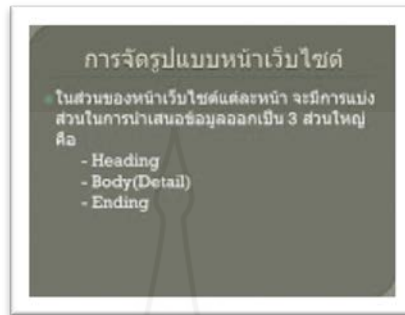 การจัดรูปแบบหน้าเว็บไซต์
ในส่วนของหน้าเว็บไซต์แต่ละหน้า จะมีการแบ่ง
ส่วนในการนำเสนอข้อมูลออกเป็น 3 ส่วนใหญ่
คือ
- Heading
- Body(Detail)
- Ending